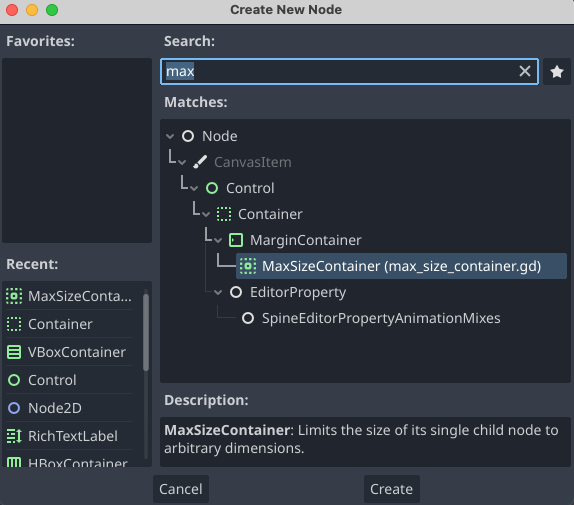 Create New Node
Favorites:
Search:
max
Matches:
Node
CanvasItem
Control
Container
MarginContainer
MaxSizeContainer (max_size_container.gd)
EditorProperty
SpineEditorPropertyAnimationMixes
Recent:
MaxSizeConta...
Container
VBoxContainer
Control
Node2D
RichTextLabel
HBoxContainer
Description:
MaxSizeContainer: Limits the size of its single child node to
arbitrary dimensions.
Cancel
Create